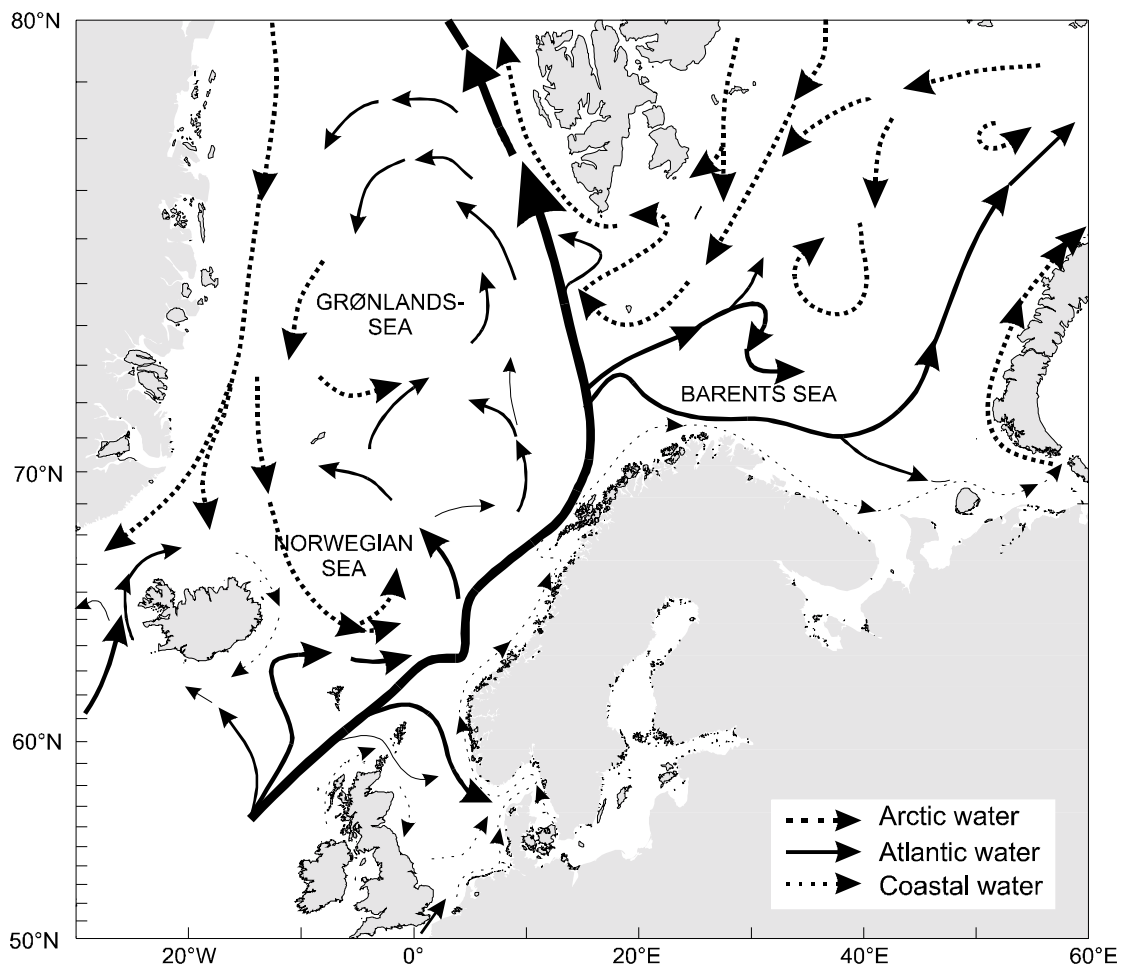 80°N
GRØNLANDS-
SEA
BARENTS SEA
70°N
NORWEGIAN
SEA
60°N
Arctic water
Atlantic water
Coastal water
50°N
20°W 0° 20°E 40°E 60°E